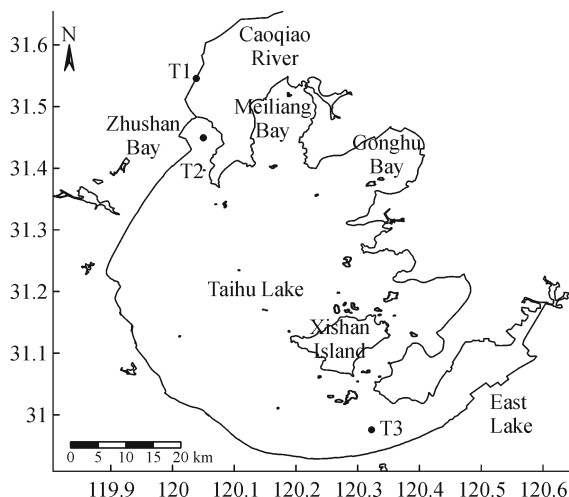 31.6
31.5
31.4
31.3
31.2
31.1
31
N
T1
Caoqiao
River
Meiliang
Bay
Zhushan
Bay
T2
Gonghu
Bay
Taihu Lake
Xishan
Island
East
Lake
T3
0 5 10 15 20 km
119.9 120 120.1 120.2 120.3 120.4 120.5 120.6